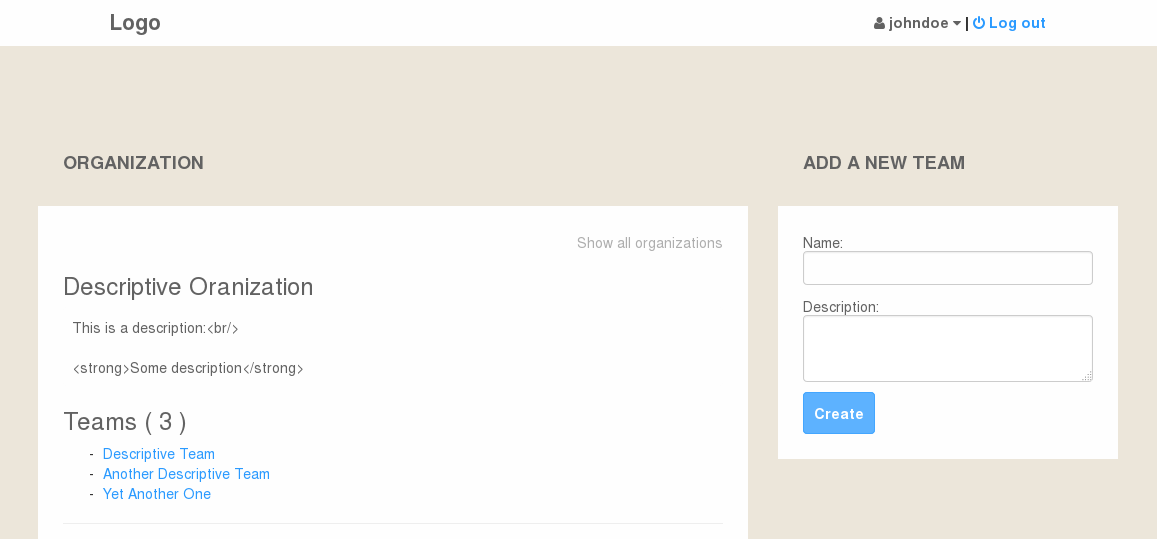 Logo
johndoe | Log out
ORGANIZATION
Show all organizations
Descriptive Oranization
This is a description:<br/>
<strong>Some description</strong>
Teams ( 3 )
- Descriptive Team
- Another Descriptive Team
- Yet Another One
ADD A NEW TEAM
Name:
Description:
Create